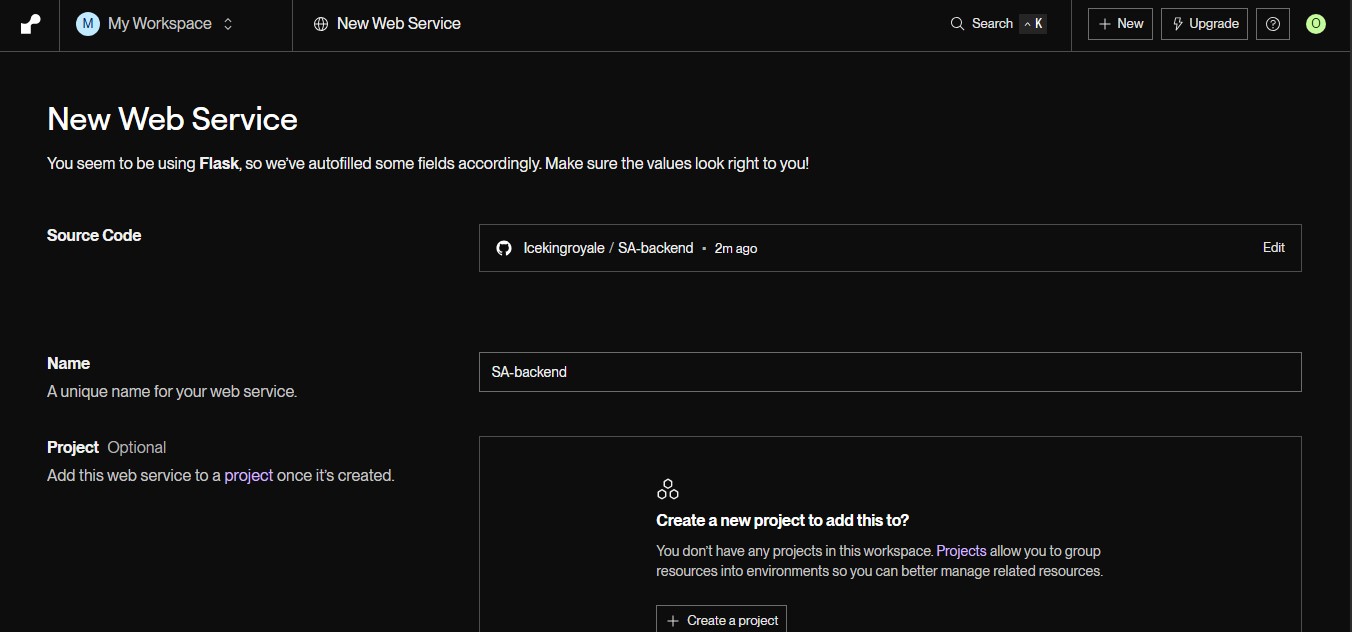 M My Workspace New Web Service Search ^ K + New Upgrade ? O
New Web Service
You seem to be using Flask, so we've autofilled some fields accordingly. Make sure the values look right to you!
Source Code
Icekingroyale / SA-backend • 2m ago Edit
Name
SA-backend
A unique name for your web service.
Project Optional
Add this web service to a project once it's created.
Create a new project to add this to?
You don't have any projects in this workspace. Projects allow you to group
resources into environments so you can better manage related resources.
+ Create a project